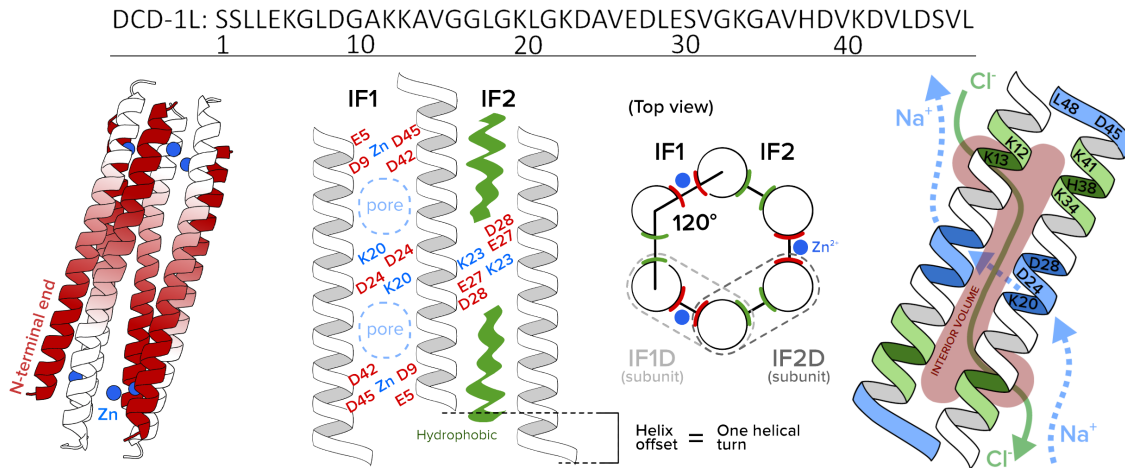 DCD-1L: SSLLEKGLDGAKKAVGGLGKLGKDAVEDLESVGKGAVHDVKDVLDSVL
1 10 20 30 40
N-terminal end
Zn
IF1 IF2
E5 Zn D45
D9 D42
pore
D28
K20 D24 K23 E27
D24 K20 E27 K23
D28
pore
D42 Zn D9
D45 E5
Hydrophobic
Helix offset = One helical turn
(Top view)
IF1 IF2
120°
Zn²⁺
IF1D IF2D
(subunit) (subunit)
Cl⁻
Na⁺
L48 D45
K12
K13
K41
H38
K34
D28
D24
K20
INTERIOR VOLUME
Na⁺
Cl⁻